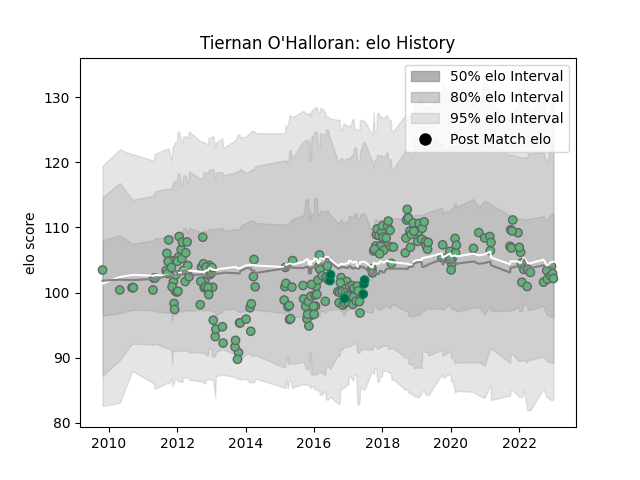 Tiernan O'Halloran: elo History
50% elo Interval
80% elo Interval
95% elo Interval
Post Match elo
elo score
130
120
110
100
90
80
2010 2012 2014 2016 2018 2020 2022